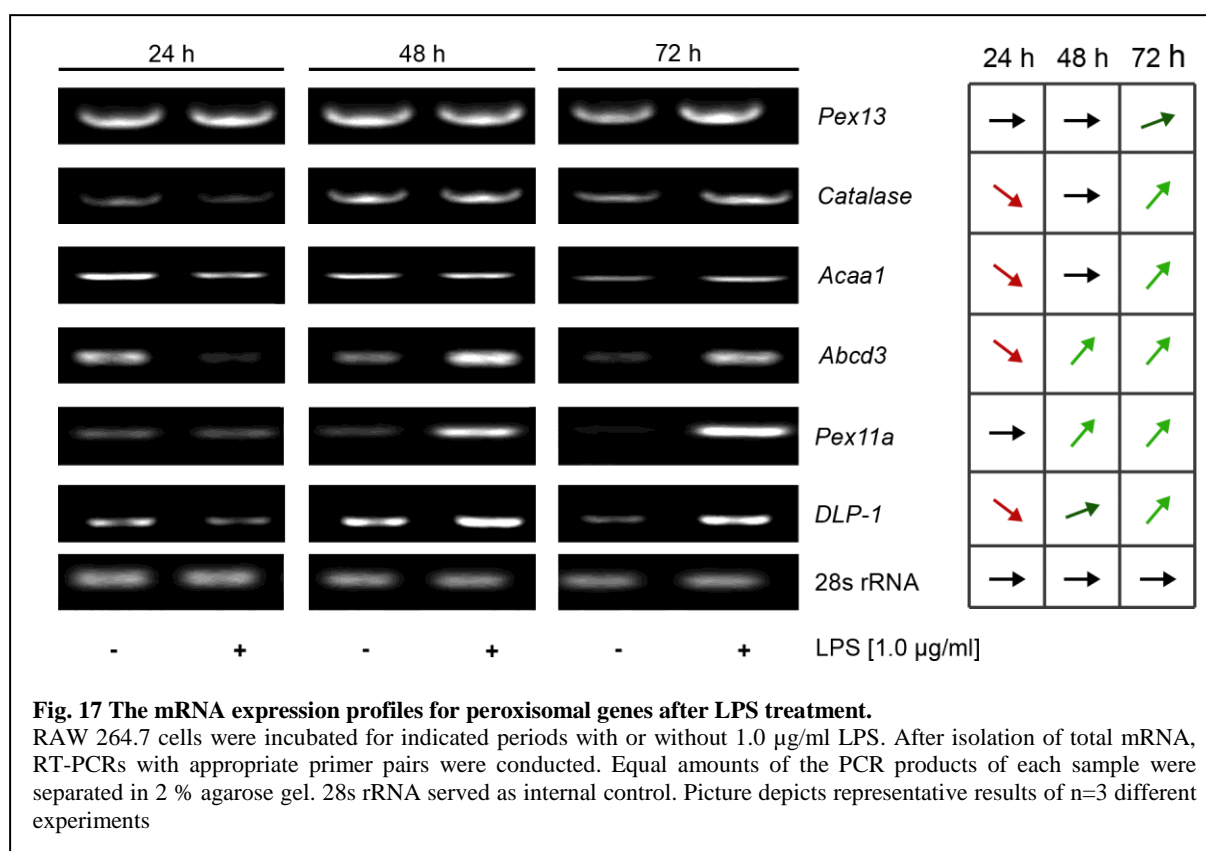 24 h 48 h 72 h
24 h 48 h 72 h
Pex13
Catalase
Acaa1
Abcd3
Pex11a
DLP-1
28s rRNA
- + - + - + LPS [1.0 µg/ml]
Fig. 17 The mRNA expression profiles for peroxisomal genes after LPS treatment.
RAW 264.7 cells were incubated for indicated periods with or without 1.0 µg/ml LPS. After isolation of total mRNA,
RT-PCRs with appropriate primer pairs were conducted. Equal amounts of the PCR products of each sample were
separated in 2 % agarose gel. 28s rRNA served as internal control. Picture depicts representative results of n=3 different
experiments